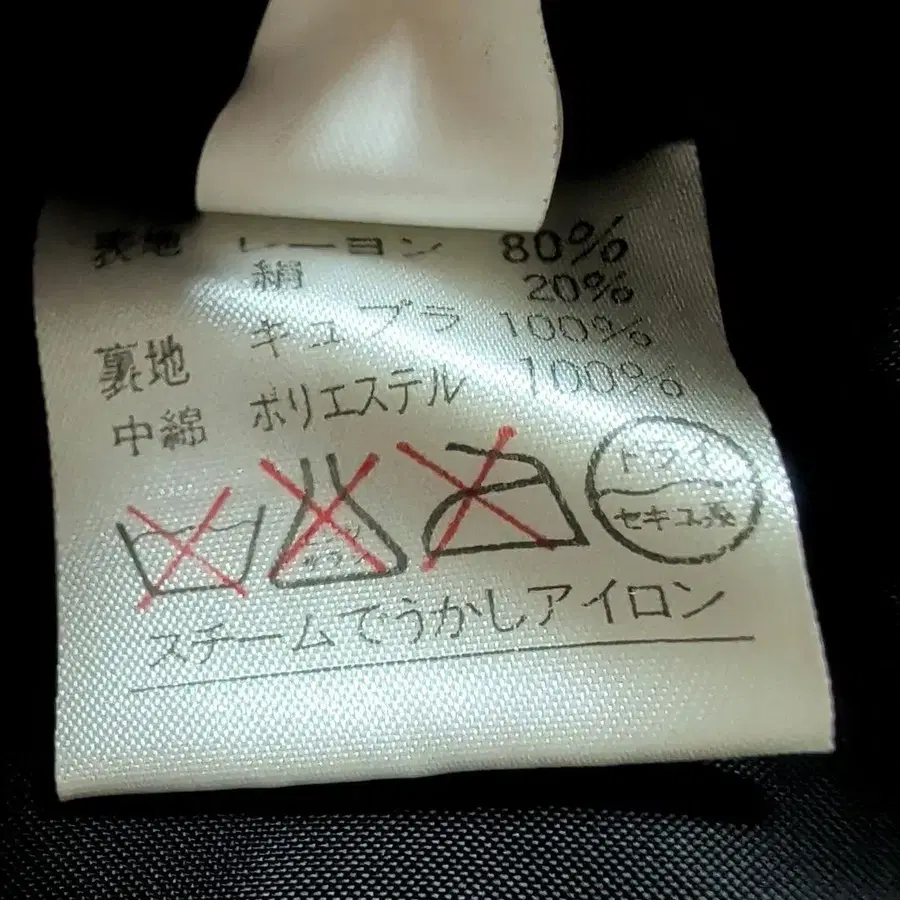 表地 レーヨン 80%
絹 20%
裏地 キュプラ 100%
中綿 ポリエステル 100%
ドライ
セキユ系
スチームでうかしアイロン